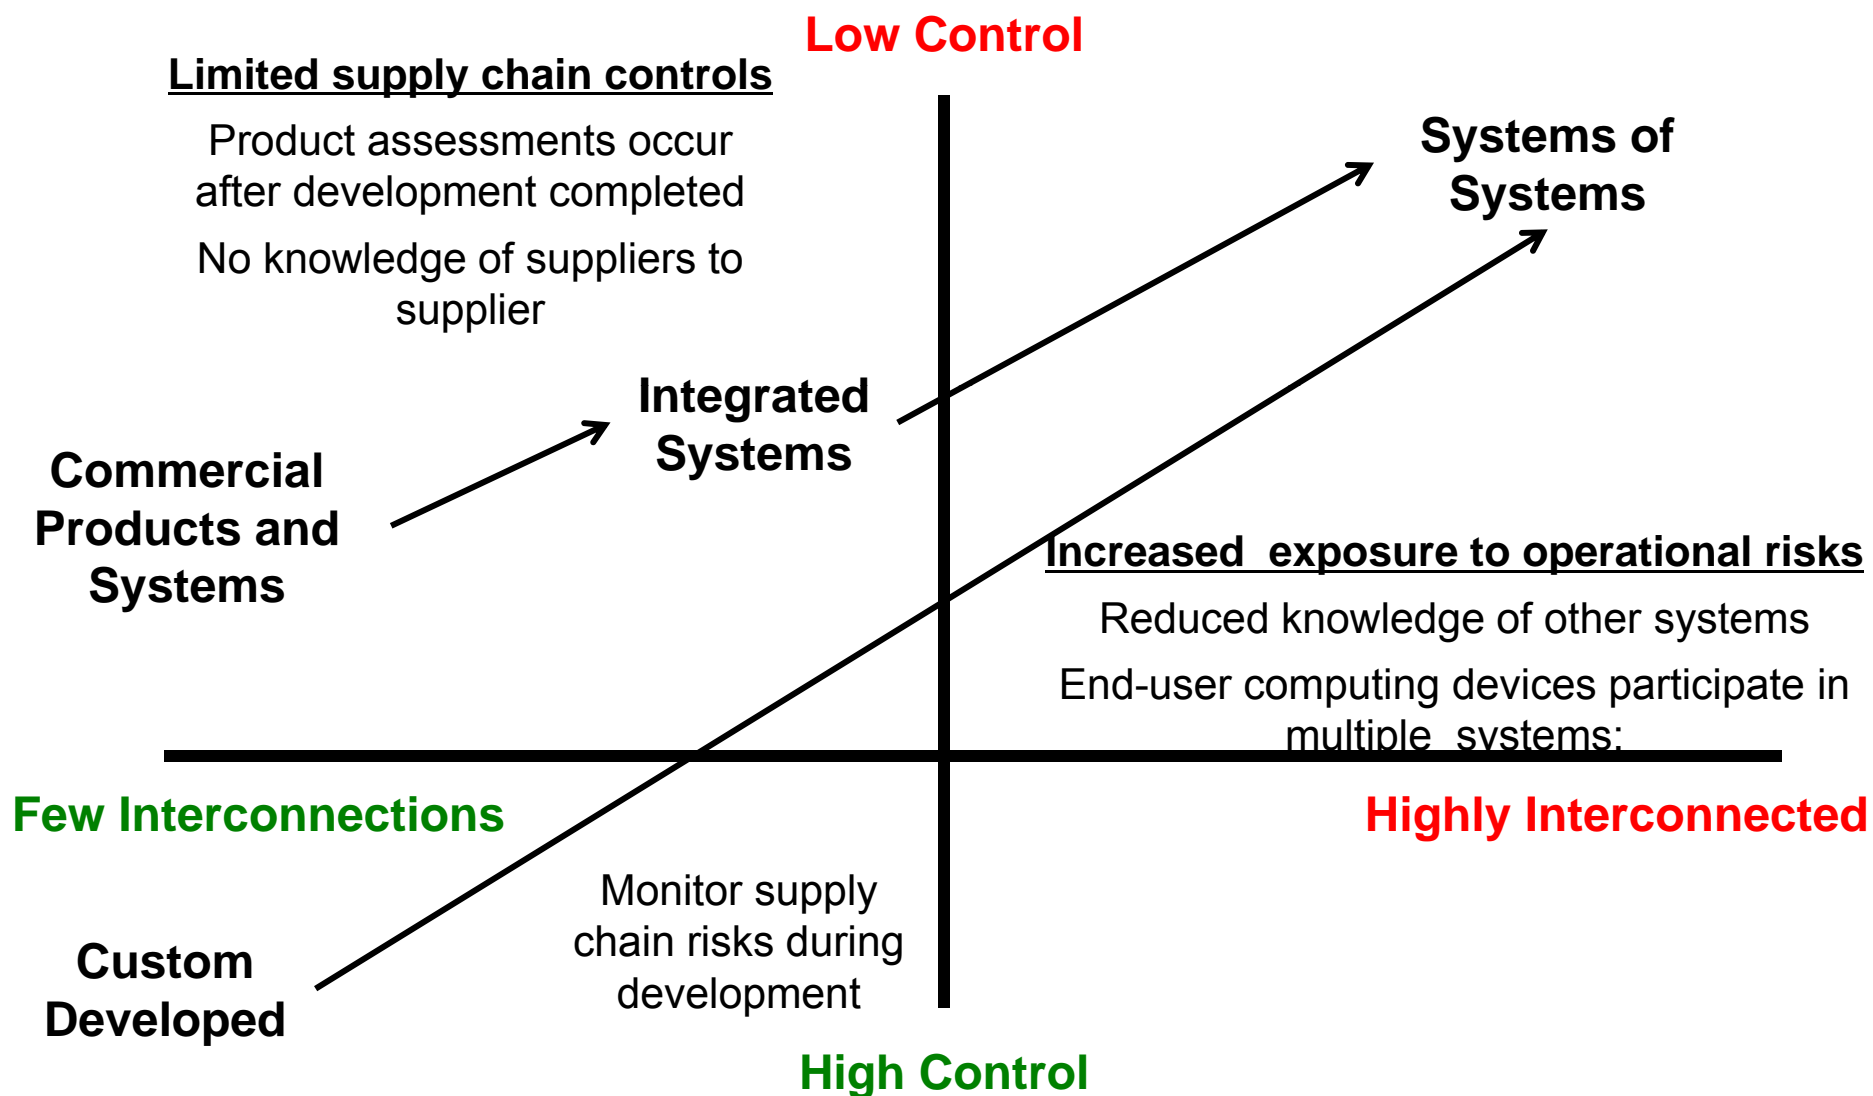 Low Control
Limited supply chain controls
Product assessments occur
after development completed
No knowledge of suppliers to
supplier
Systems of
Systems
Integrated
Systems
Commercial
Products and
Systems
Increased  exposure to operational risks
Reduced knowledge of other systems
End-user computing devices participate in
multiple  systems;
Few Interconnections
Highly Interconnected
Monitor supply
chain risks during
development
Custom
Developed
High Control